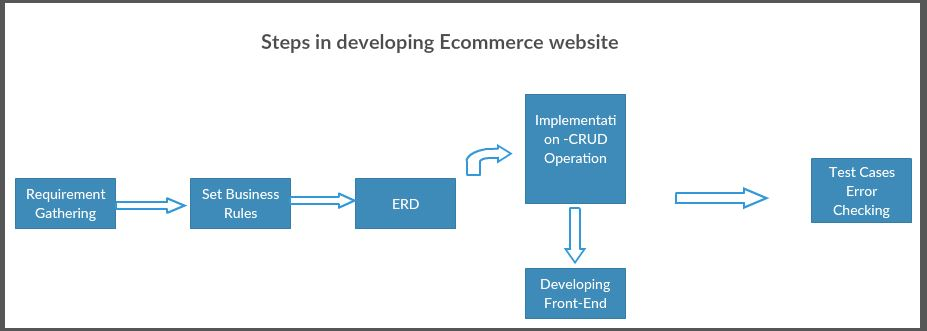 Steps in developing Ecommerce website
Requirement
Gathering
Set Business
Rules
ERD
Implementati
on -CRUD
Operation
Developing
Front-End
Test Cases
Error
Checking